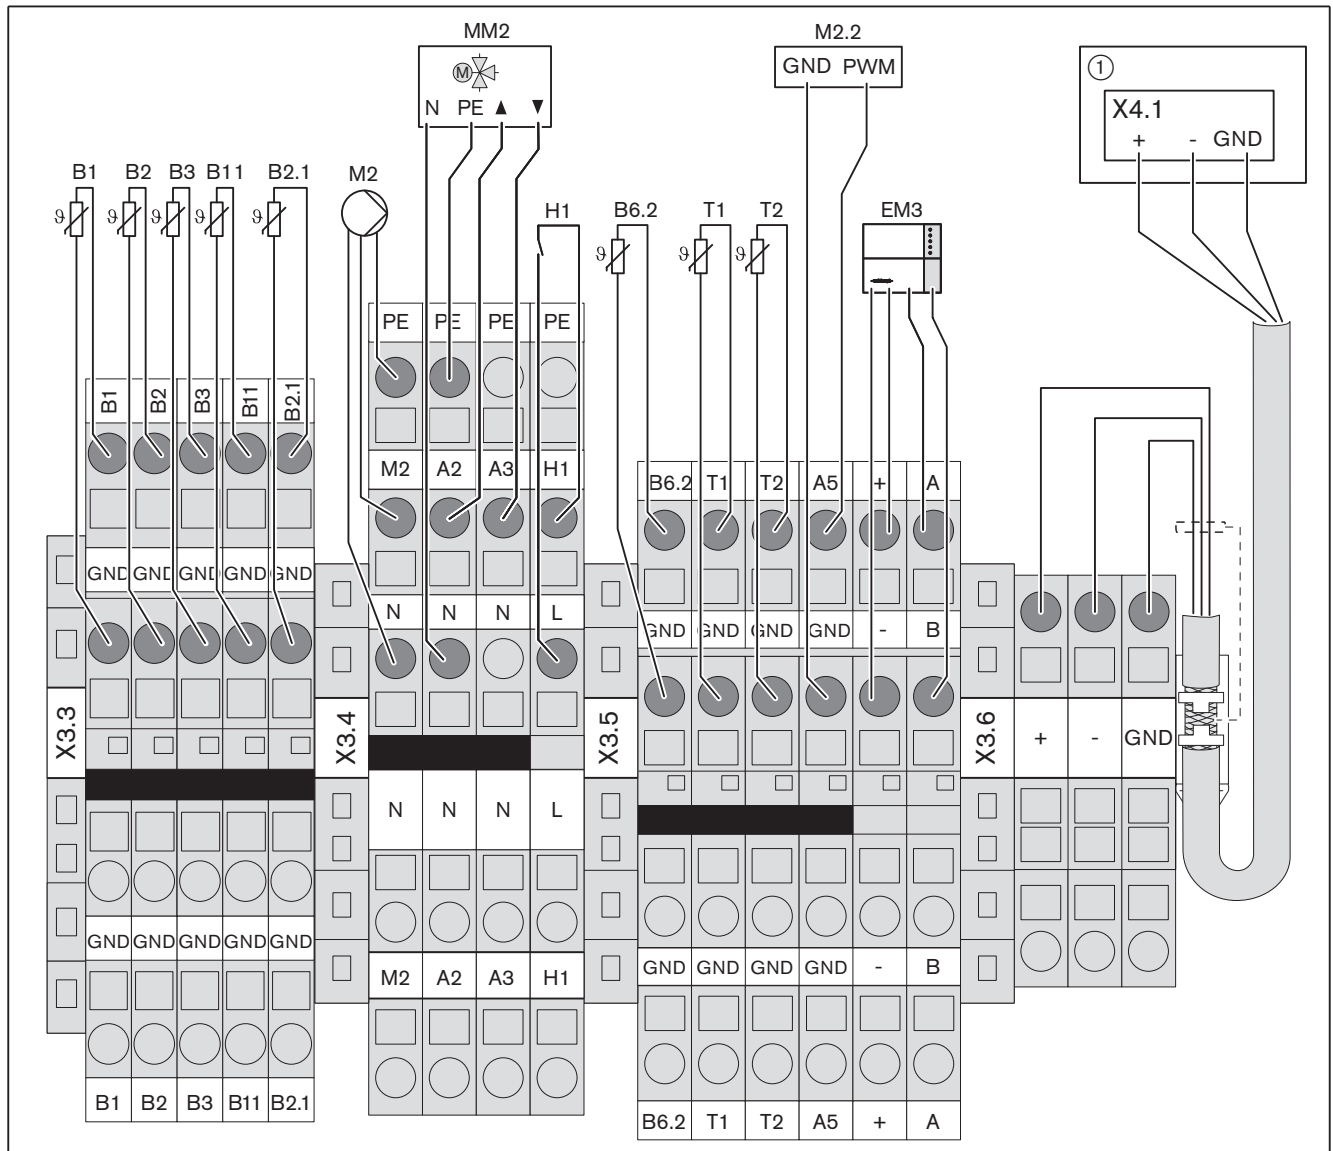 MM2
M2.2
M
GND PWM
①
N PE ▲ ▼
X4.1
+ - GND
B1 B2 B3 B11 B2.1
M2
H1
B6.2 T1 T2
EM3
ϑ ϑ ϑ ϑ ϑ
ϑ ϑ ϑ
PE PE PE PE
B1 B2 B3 B11 B2.1
M2 A2 A3 H1
B6.2 T1 T2 A5 + A
GND GND GND GND GND
N N N L
GND GND GND GND - B
X3.3
X3.4
X3.5
X3.6
+ - GND
N N N L
GND GND GND GND GND
M2 A2 A3 H1
GND GND GND GND - B
B1 B2 B3 B11 B2.1
B6.2 T1 T2 A5 + A